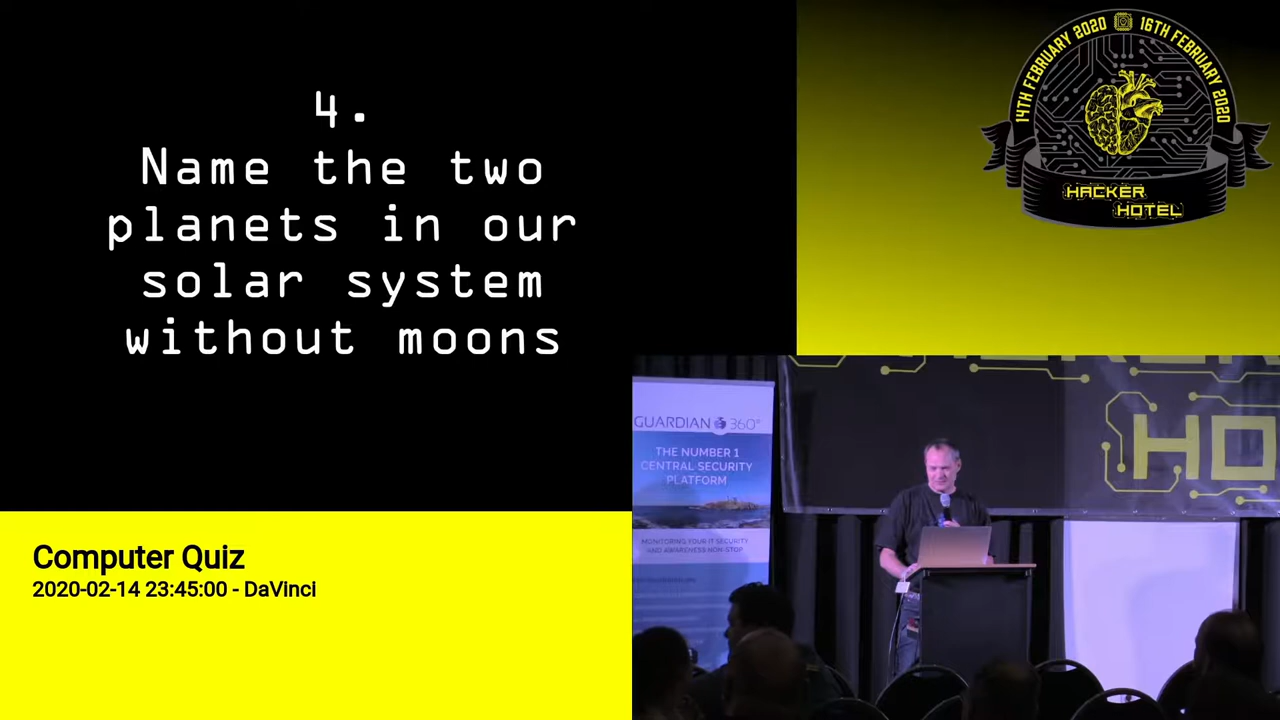 4.
Name the two
planets in our
solar system
without moons
14TH FEBRUARY 2020 16TH FEBRUARY 2020
HACKER
HOTEL
GUARDIAN 360°
THE NUMBER 1
CENTRAL SECURITY
PLATFORM
MONITORING YOUR IT SECURITY
AND AWARENESS NON-STOP
HO
Computer Quiz
2020-02-14 23:45:00 - DaVinci